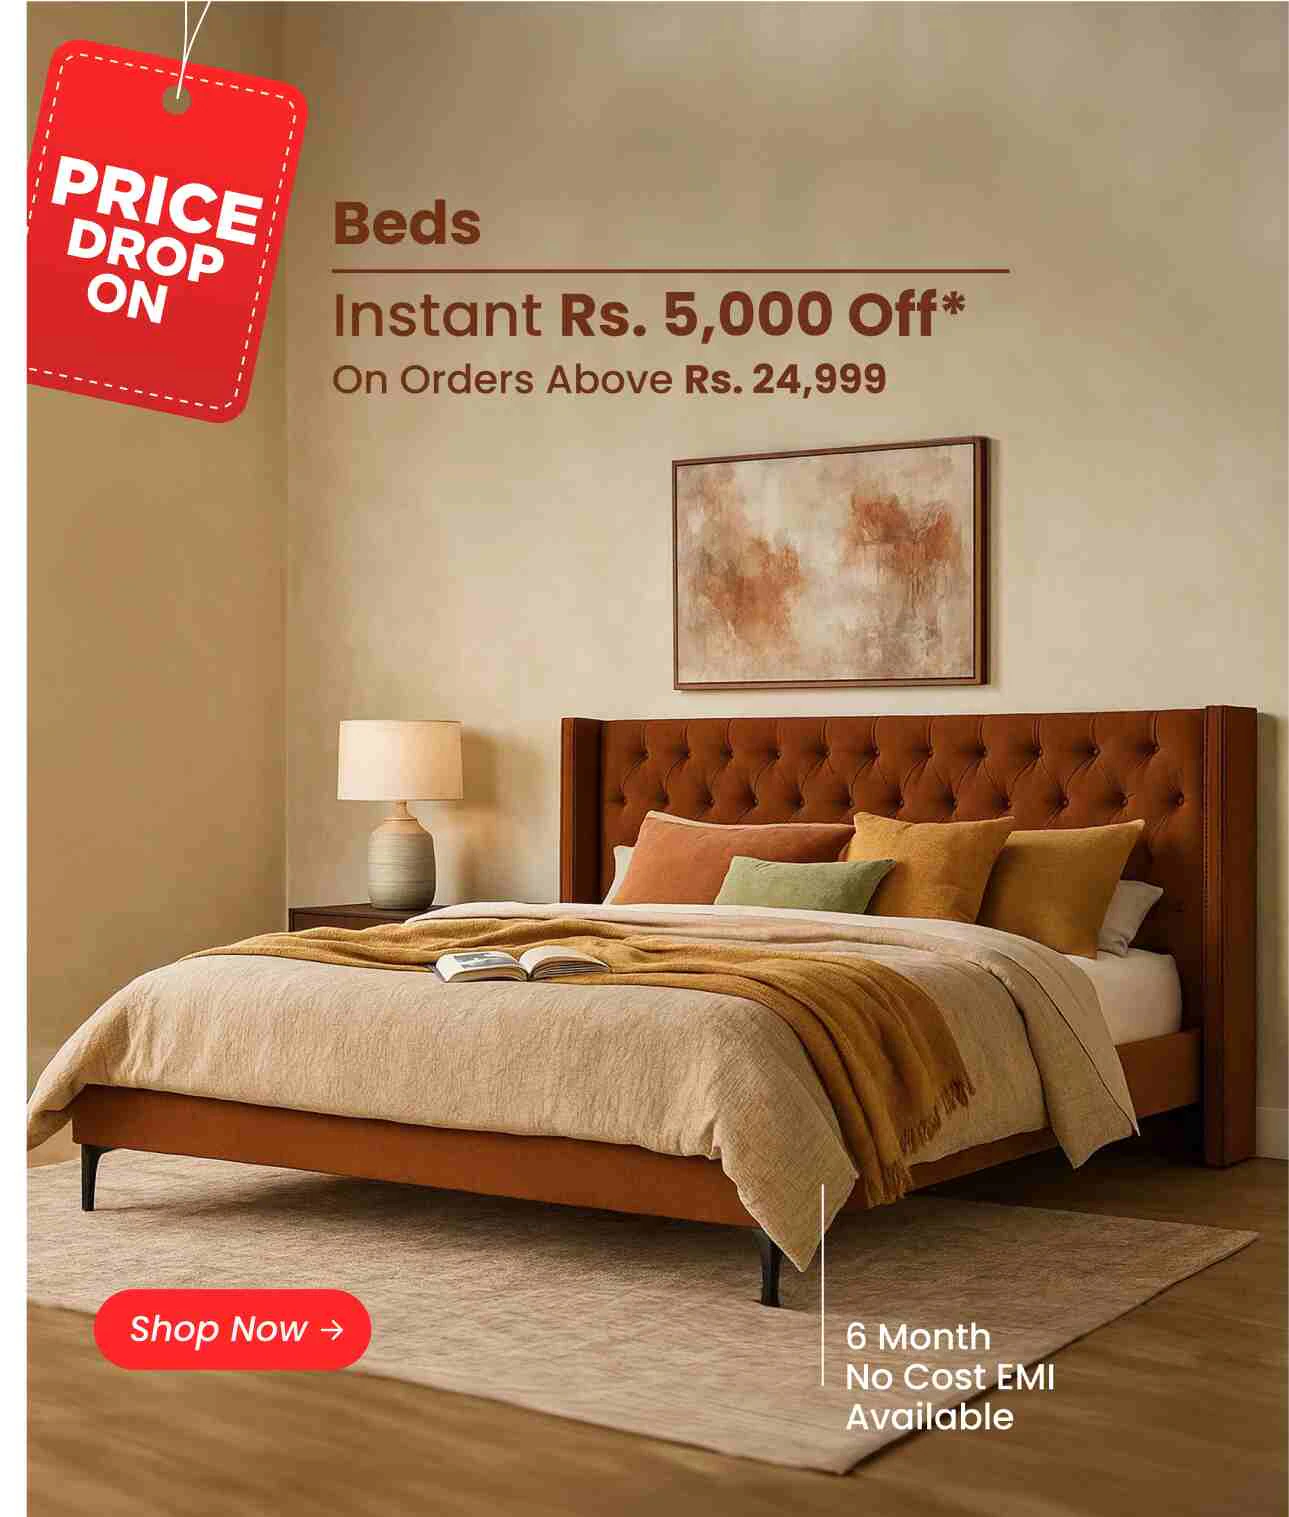 PRICE
DROP
ON
Beds
Instant Rs. 5,000 Off*
On Orders Above Rs. 24,999
Shop Now →
6 Month
No Cost EMI
Available